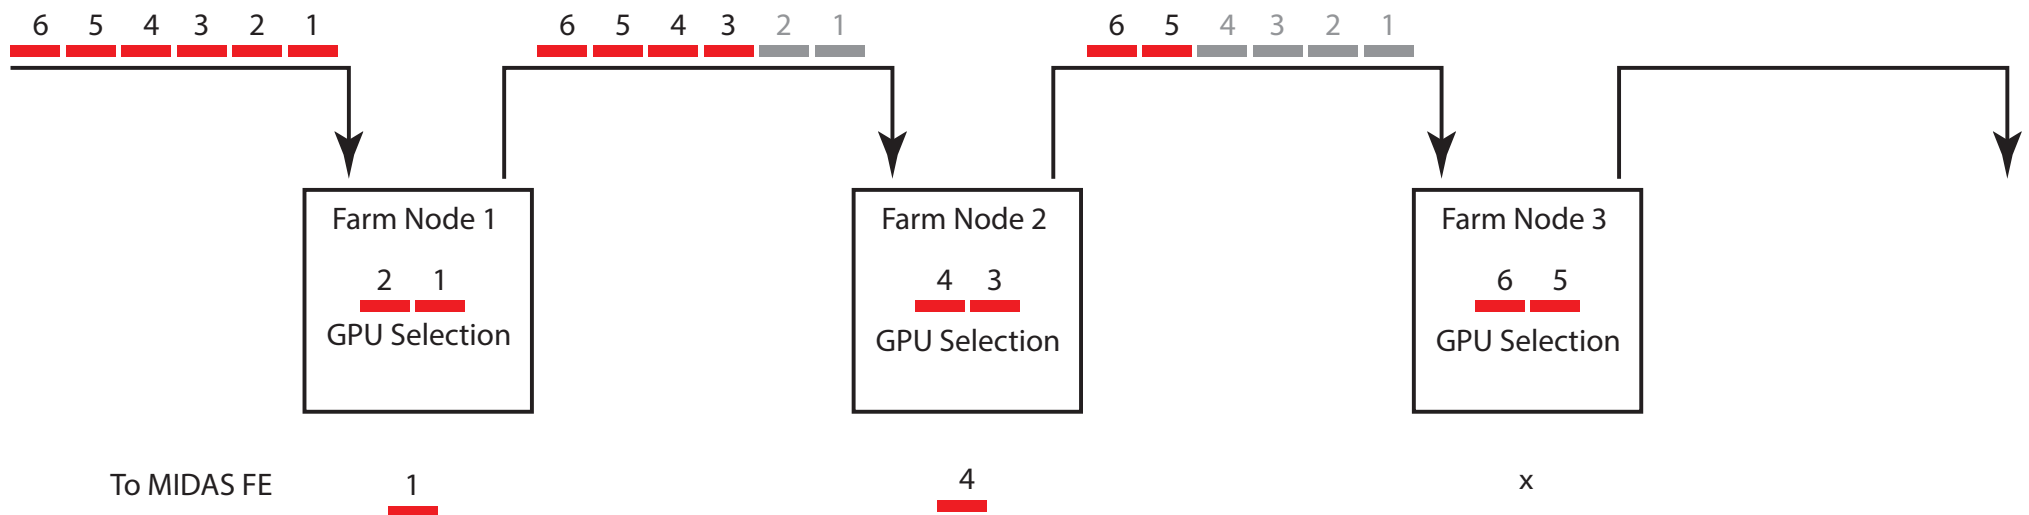 6 5 4 3 2 1
6 5 4 3 2 1
6 5 4 3 2 1
Farm Node 1
2 1
GPU Selection
Farm Node 2
4 3
GPU Selection
Farm Node 3
6 5
GPU Selection
To MIDAS FE
1
4
x